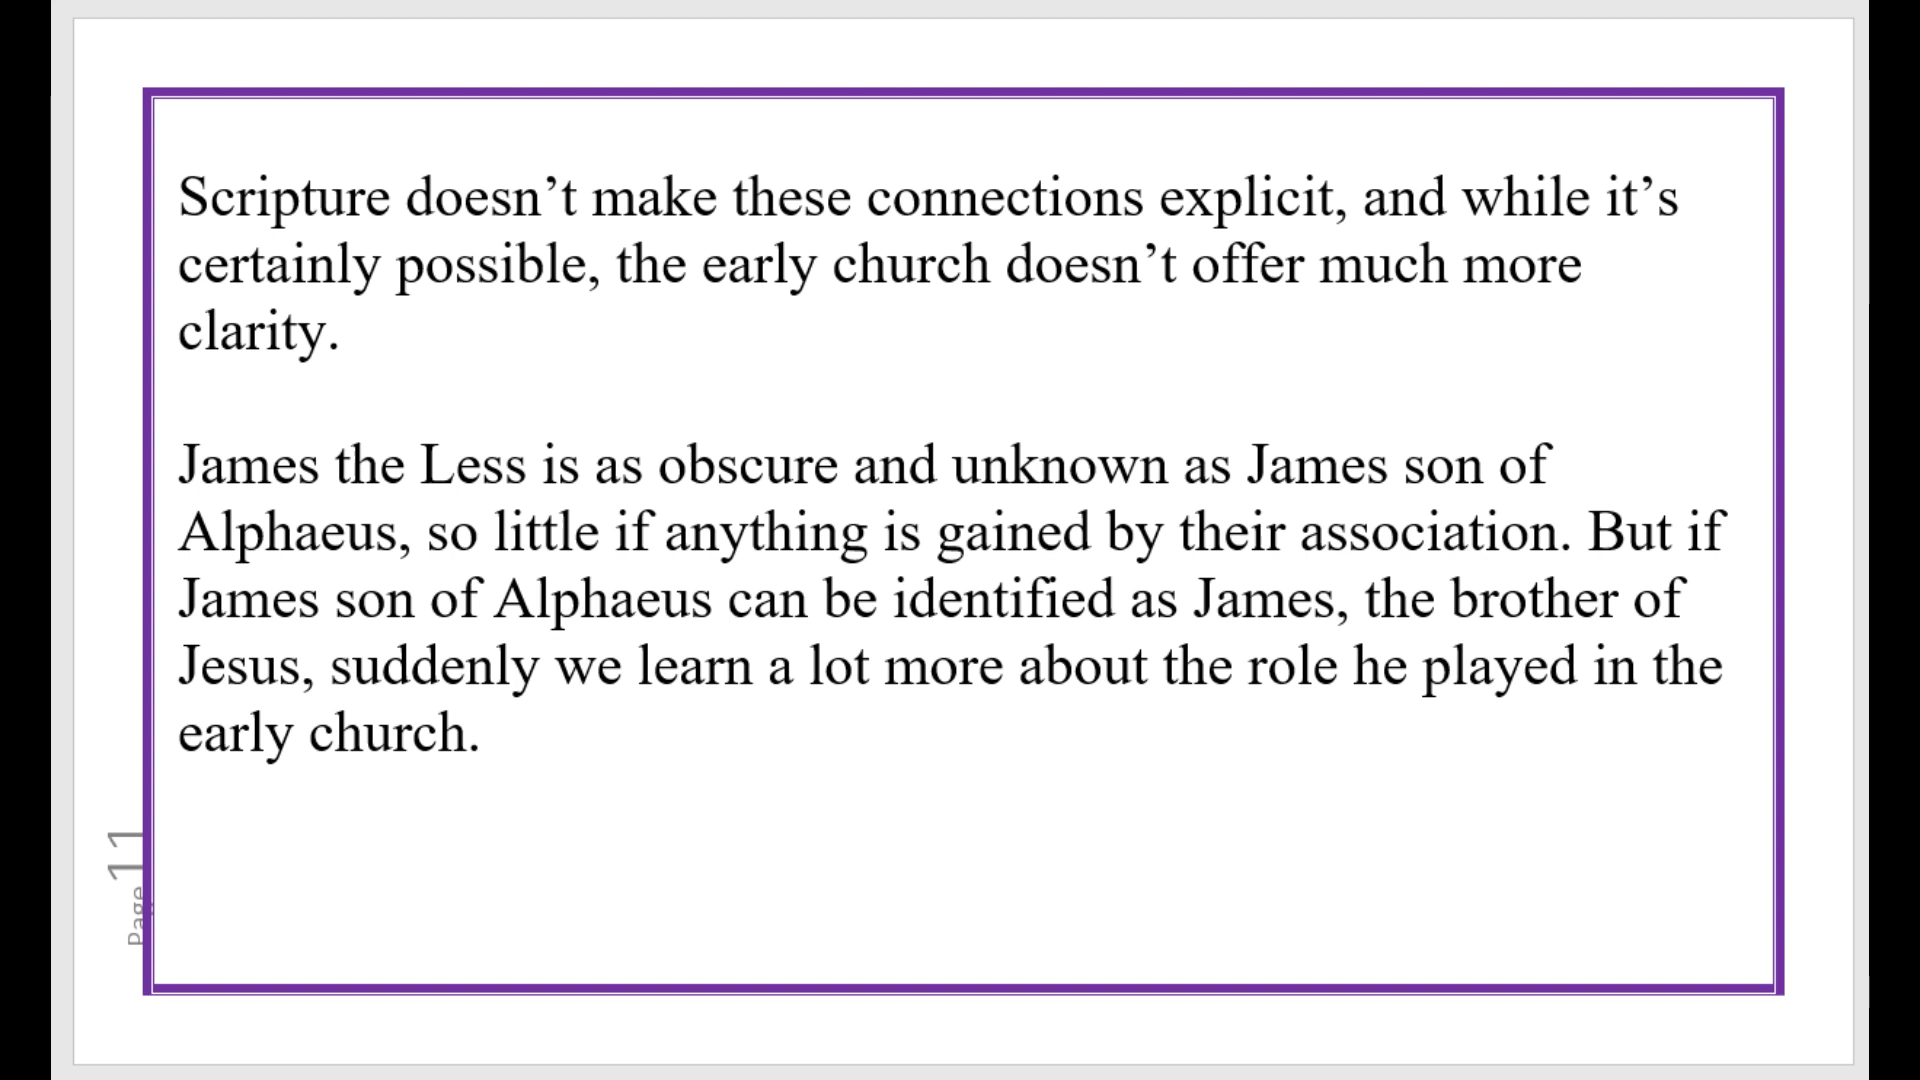 Scripture doesn’t make these connections explicit, and while it’s
certainly possible, the early church doesn’t offer much more
clarity.
James the Less is as obscure and unknown as James son of
Alphaeus, so little if anything is gained by their association. But if
James son of Alphaeus can be identified as James, the brother of
Jesus, suddenly we learn a lot more about the role he played in the
early church.
Page 11